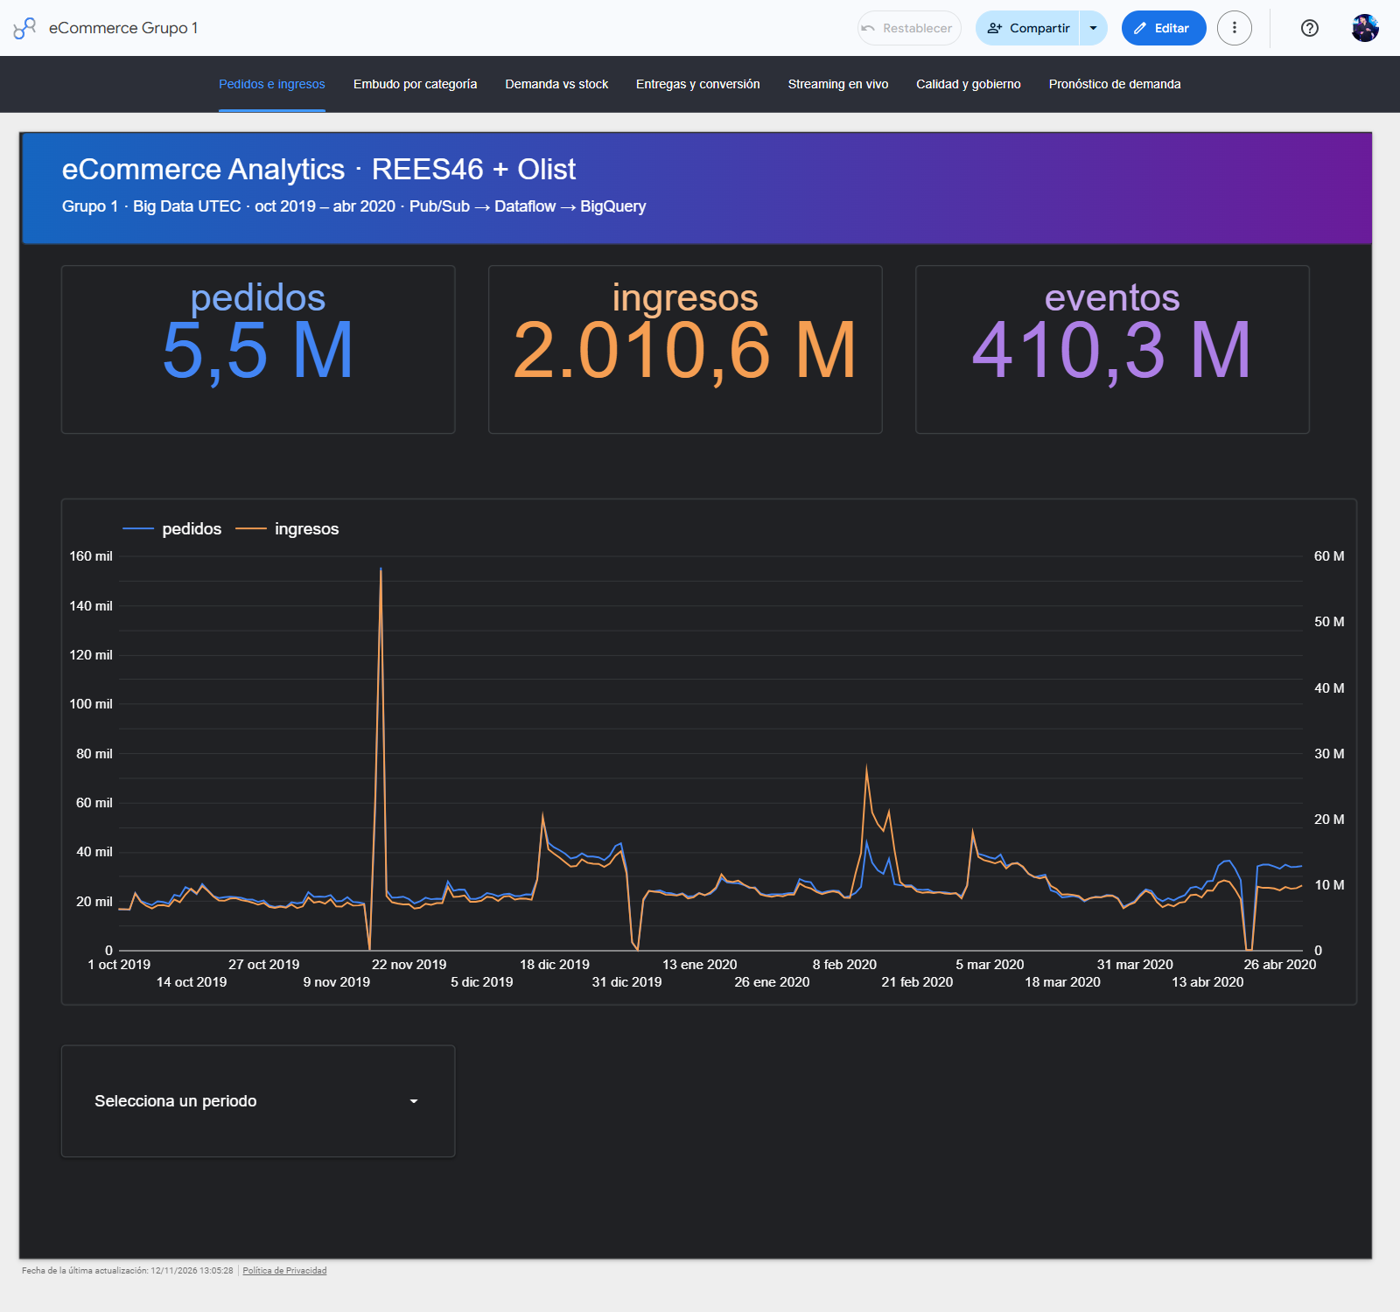 eCommerce Grupo 1
Restablecer
Compartir
Editar
Pedidos e ingresos
Embudo por categoría
Demanda vs stock
Entregas y conversión
Streaming en vivo
Calidad y gobierno
Pronóstico de demanda
eCommerce Analytics · REES46 + Olist
Grupo 1 · Big Data UTEC · oct 2019 – abr 2020 · Pub/Sub → Dataflow → BigQuery
pedidos
5,5 M
ingresos
2.010,6 M
eventos
410,3 M
pedidos
ingresos
160 mil
140 mil
120 mil
100 mil
80 mil
60 mil
40 mil
20 mil
0
60 M
50 M
40 M
30 M
20 M
10 M
0
1 oct 2019
14 oct 2019
27 oct 2019
9 nov 2019
22 nov 2019
5 dic 2019
18 dic 2019
31 dic 2019
13 ene 2020
26 ene 2020
8 feb 2020
21 feb 2020
5 mar 2020
18 mar 2020
31 mar 2020
13 abr 2020
26 abr 2020
Selecciona un periodo
Fecha de la última actualización: 12/11/2026 13:05:28
Política de Privacidad